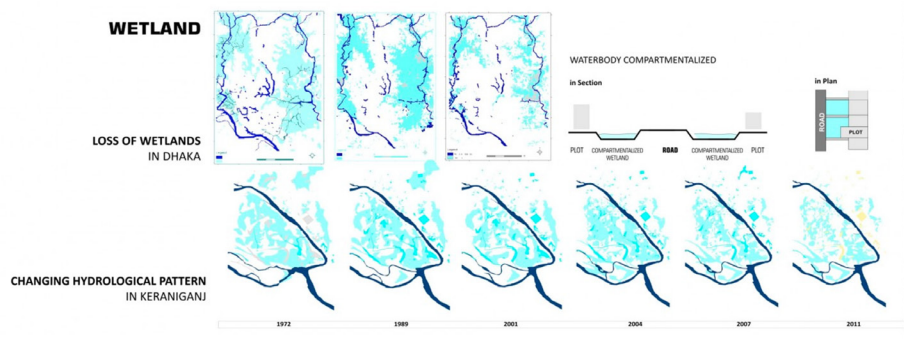 WETLAND
LOSS OF WETLANDS
IN DHAKA
WATERBODY COMPARTMENTALIZED
in Section
in Plan
PLOT
COMPARTMENTALIZED
WETLAND
ROAD
COMPARTMENTALIZED
WETLAND
PLOT
ROAD
PLOT
CHANGING HYDROLOGICAL PATTERN
IN KERANIGANJ
1972
1989
2001
2004
2007
2011